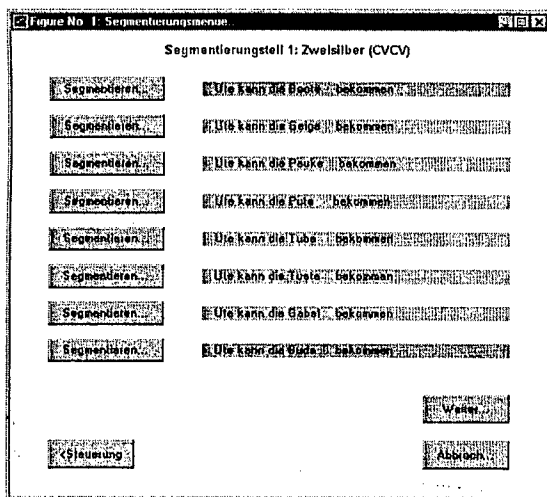 Figure No. 1: Segmentierungsmenue..
Segmentierungsteil 1: Zweisilber (CVCV)
Segmentieren... Ute kann die Boote bekommen
Segmentieren... Ute kann die Geige bekommen
Segmentieren... Ute kann die Pauke bekommen
Segmentieren... Ute kann die Pute bekommen
Segmentieren... Ute kann die Tube bekommen
Segmentieren... Ute kann die bekommen
Segmentieren... Ute kann die Gabel bekommen
Segmentieren... Ute kann die bekommen
Weiter...
<Steuerung
Abbruch...